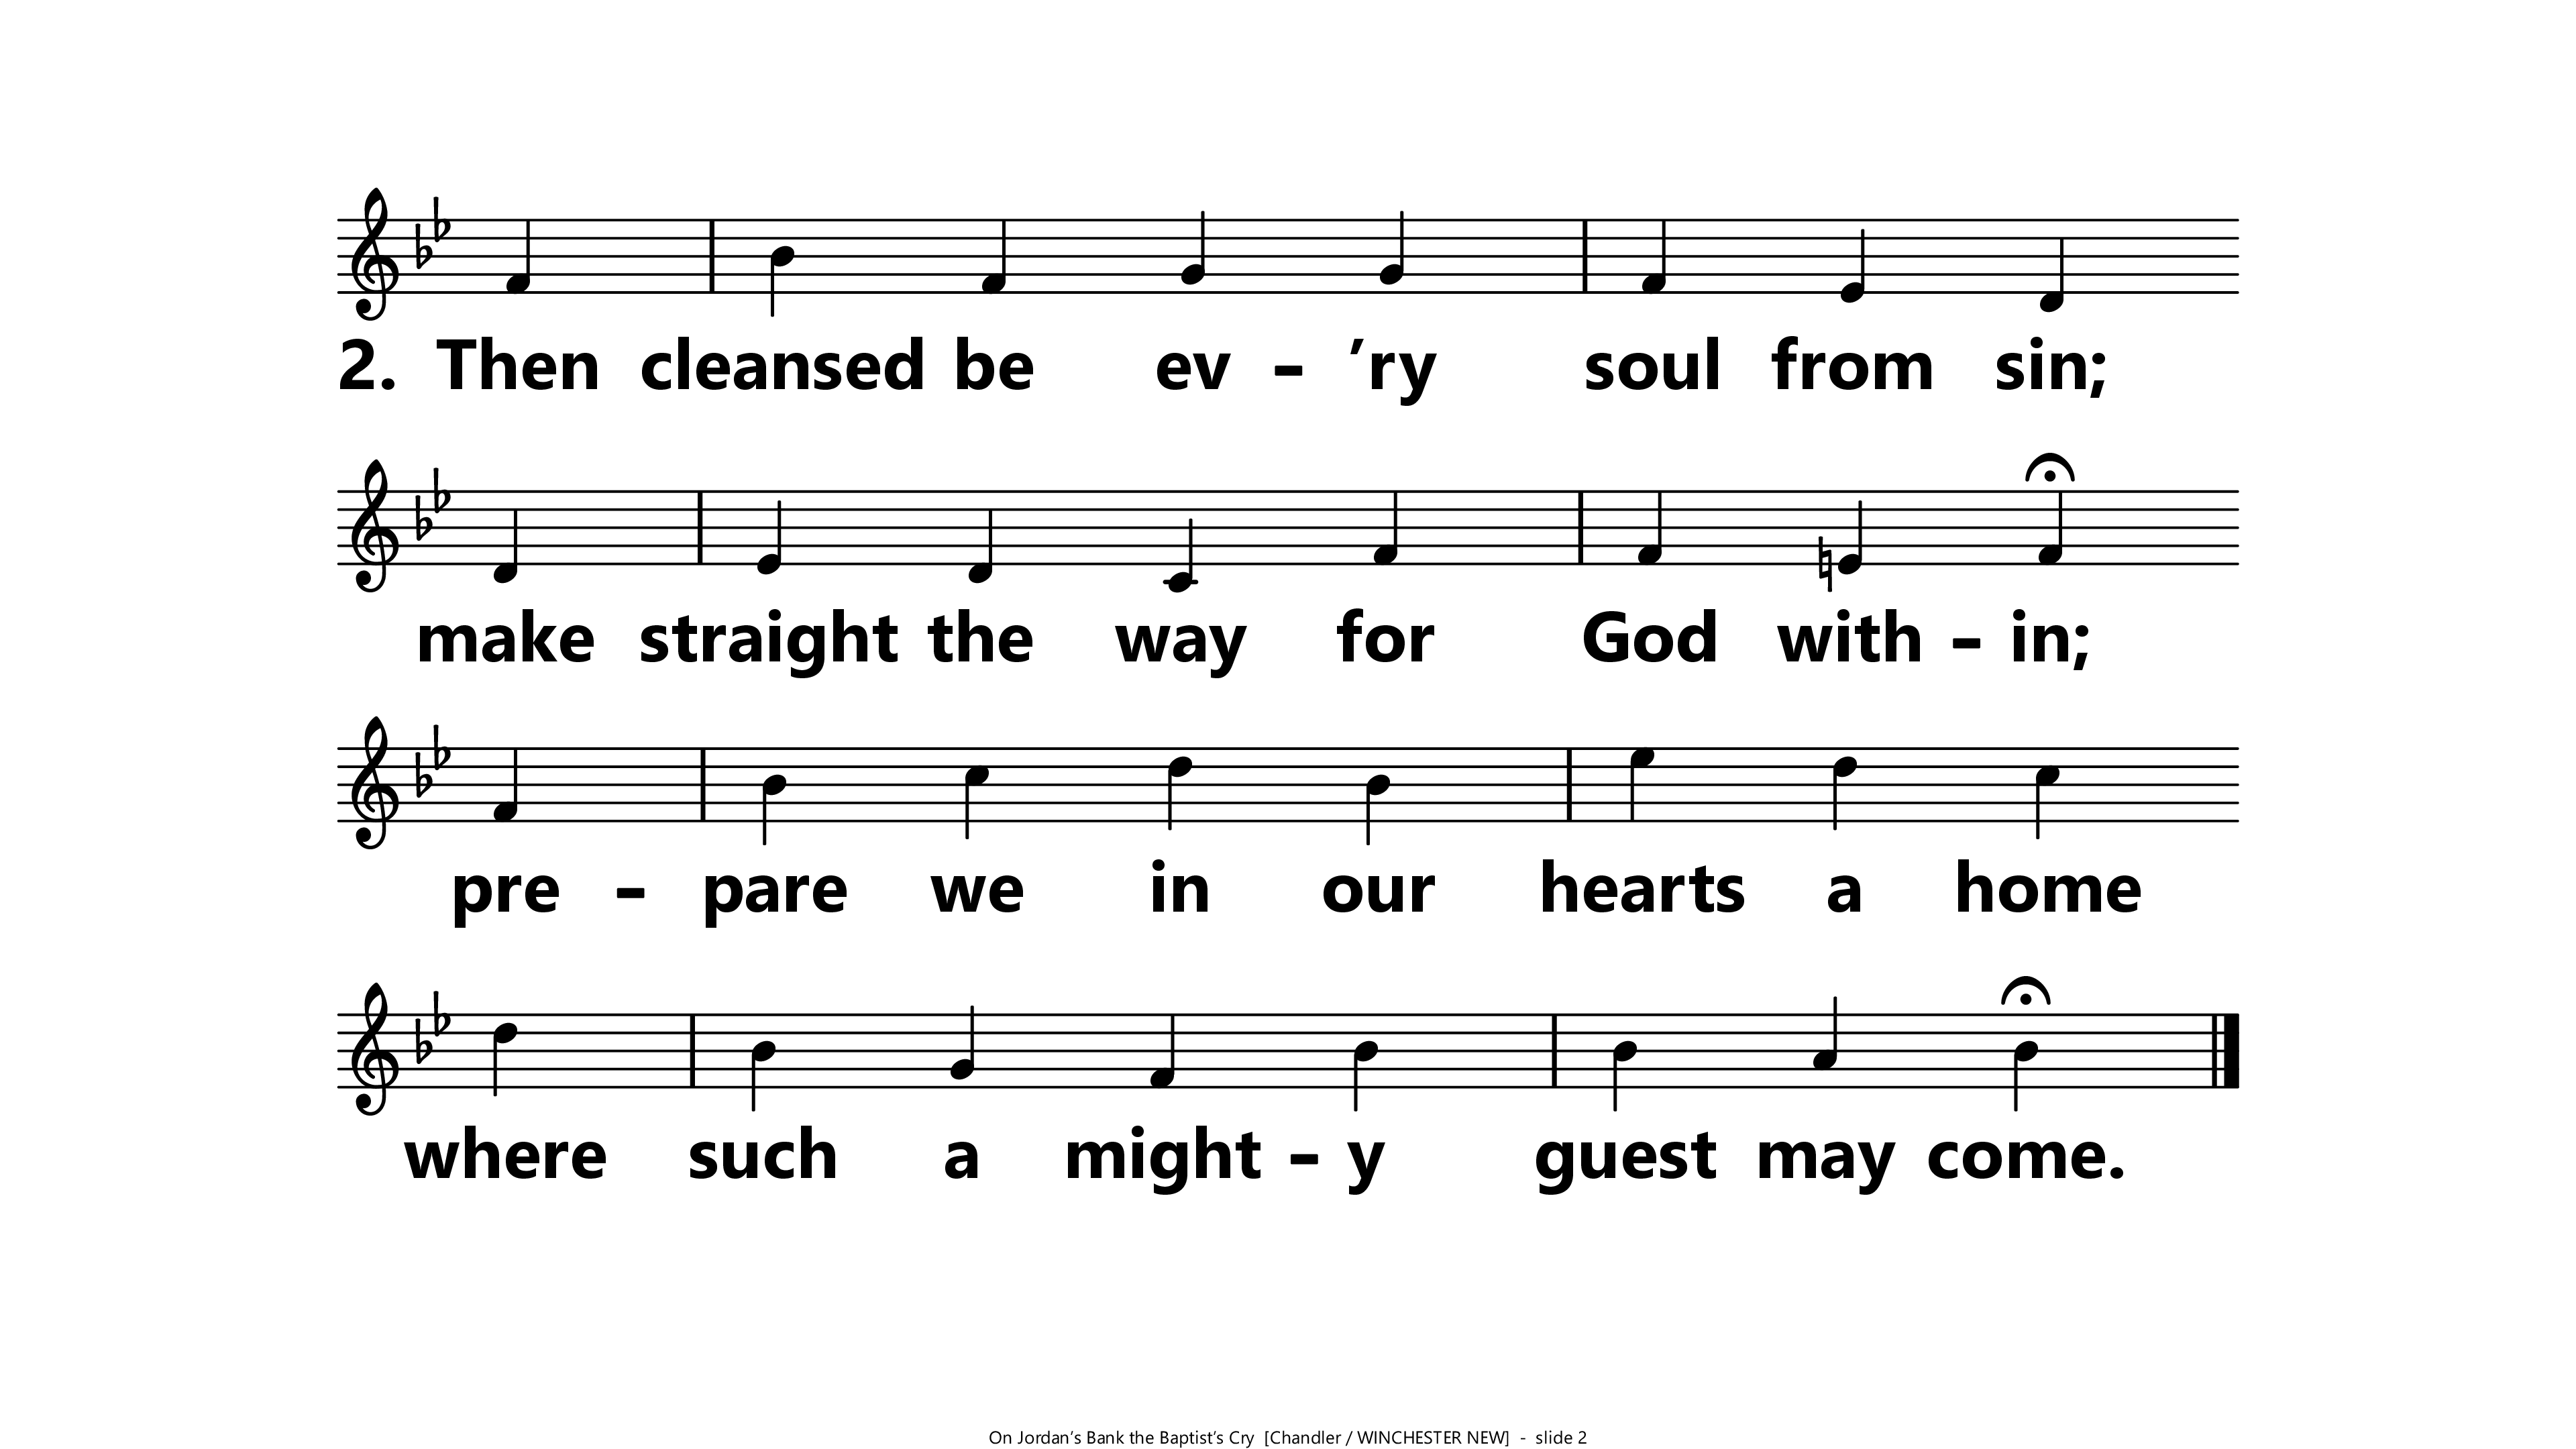 2. Then cleansed be ev - ’ry soul from sin;
make straight the way for God with - in;
pre - pare we in our hearts a home
where such a might - y guest may come.
On Jordan’s Bank the Baptist’s Cry [Chandler / WINCHESTER NEW] - slide 2